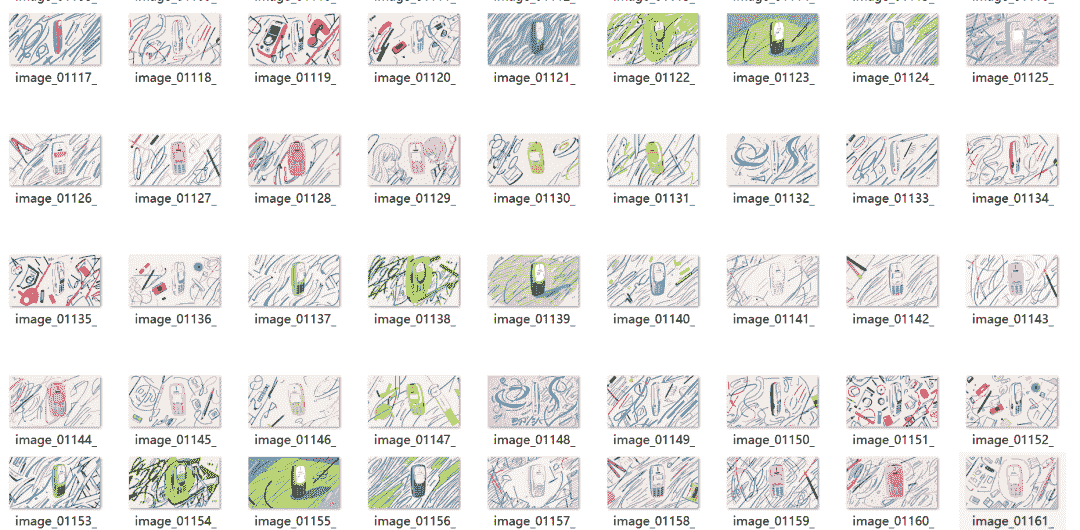 image_01117_ image_01118_ image_01119_ image_01120_ image_01121_ image_01122_ image_01123_ image_01124_ image_01125_
image_01126_ image_01127_ image_01128_ image_01129_ image_01130_ image_01131_ image_01132_ image_01133_ image_01134_
image_01135_ image_01136_ image_01137_ image_01138_ image_01139_ image_01140_ image_01141_ image_01142_ image_01143_
image_01144_ image_01145_ image_01146_ image_01147_ image_01148_ image_01149_ image_01150_ image_01151_ image_01152_
image_01153_ image_01154_ image_01155_ image_01156_ image_01157_ image_01158_ image_01159_ image_01160_ image_01161_